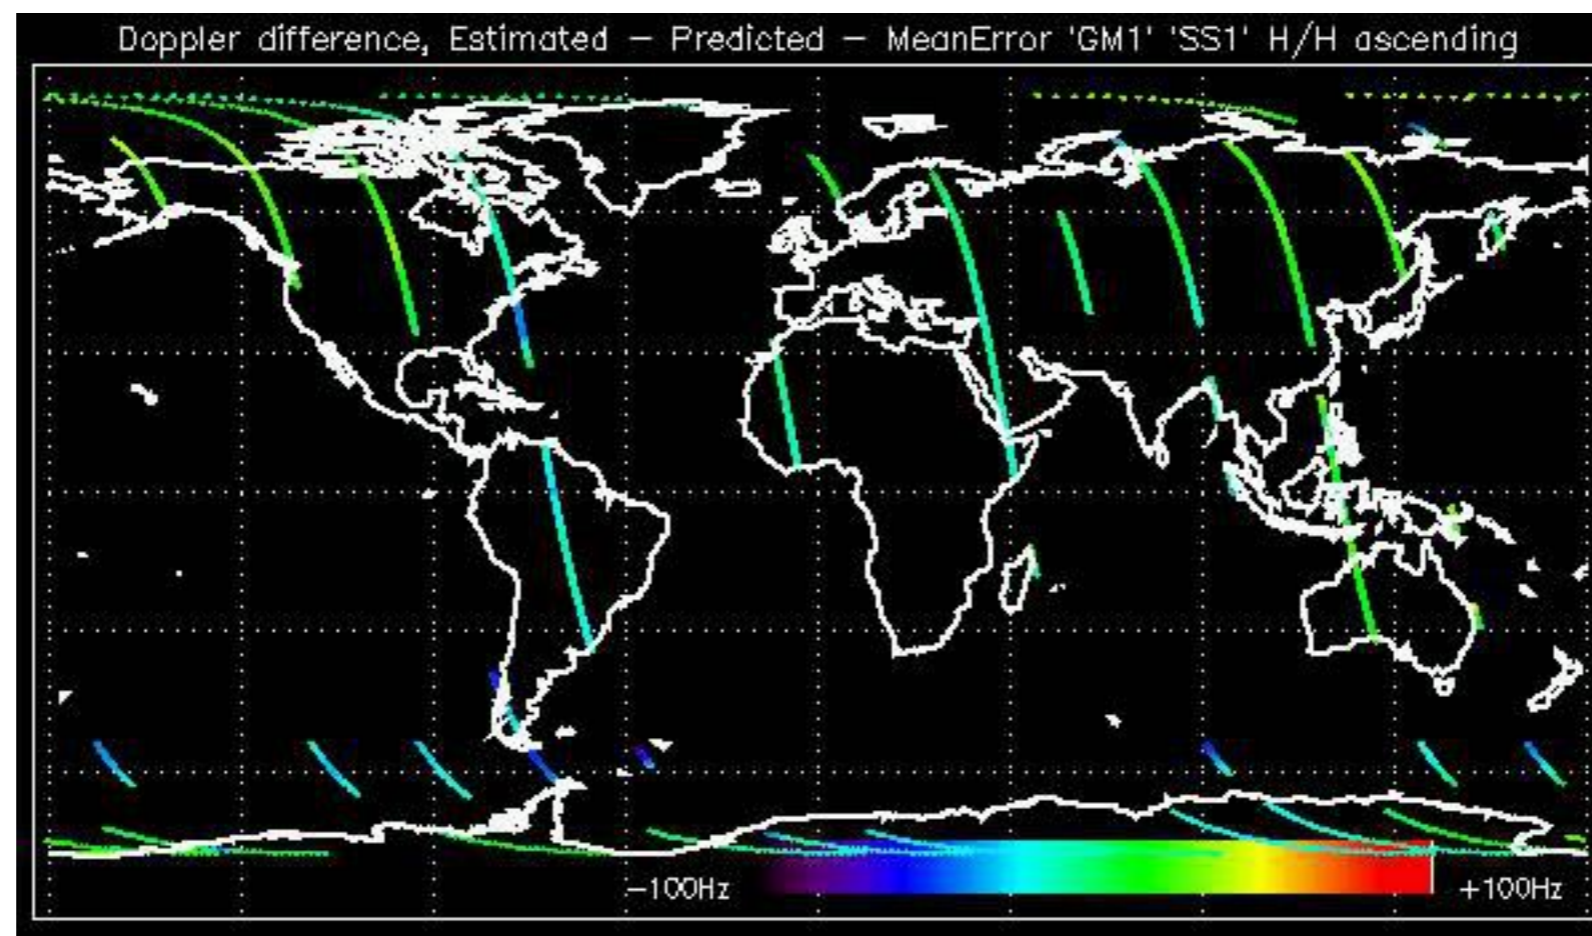 Doppler difference, Estimated − Predicted − MeanError 'GM1' 'SS1' H/H ascending
−100Hz
+100Hz